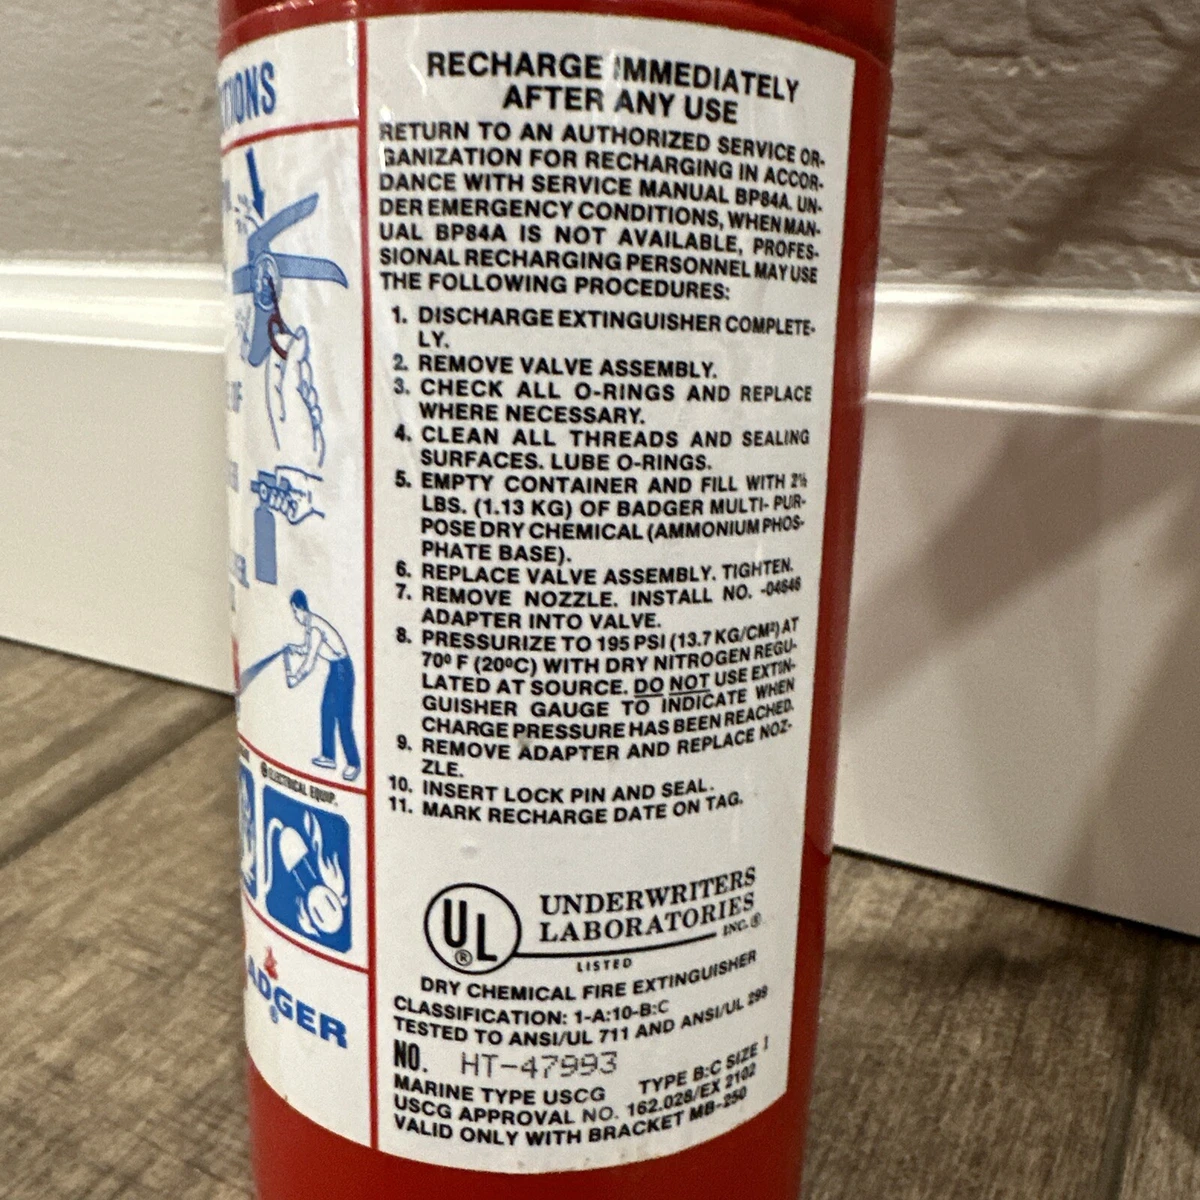 RECHARGE IMMEDIATELY
AFTER ANY USE
RETURN TO AN AUTHORIZED SERVICE OR-
GANIZATION FOR RECHARGING IN ACCOR-
DANCE WITH SERVICE MANUAL BP84A. UN-
DER EMERGENCY CONDITIONS, WHEN MAN-
UAL BP84A IS NOT AVAILABLE, PROFES-
SIONAL RECHARGING PERSONNEL MAY USE
THE FOLLOWING PROCEDURES:
1. DISCHARGE EXTINGUISHER COMPLETE-
LY.
2. REMOVE VALVE ASSEMBLY.
3. CHECK ALL O-RINGS AND REPLACE
WHERE NECESSARY.
4. CLEAN ALL THREADS AND SEALING
SURFACES. LUBE O-RINGS.
5. EMPTY CONTAINER AND FILL WITH 2½
LBS. (1.13 KG) OF BADGER MULTI- PUR-
POSE DRY CHEMICAL (AMMONIUM PHOS-
PHATE BASE).
6. REPLACE VALVE ASSEMBLY. TIGHTEN.
7. REMOVE NOZZLE. INSTALL NO. -04646
ADAPTER INTO VALVE.
8. PRESSURIZE TO 195 PSI (13.7 KG/CM²) AT
70º F (20ºC) WITH DRY NITROGEN REGU-
LATED AT SOURCE. DO NOT USE EXTIN-
GUISHER GAUGE TO INDICATE WHEN
CHARGE PRESSURE HAS BEEN REACHED.
9. REMOVE ADAPTER AND REPLACE NOZ-
ZLE.
10. INSERT LOCK PIN AND SEAL.
11. MARK RECHARGE DATE ON TAG.
UL® UNDERWRITERS
LABORATORIES INC.®
LISTED
DRY CHEMICAL FIRE EXTINGUISHER
CLASSIFICATION: 1-A:10-B:C
TESTED TO ANSI/UL 711 AND ANSI/UL 299
NO. HT-47993
MARINE TYPE USCG TYPE B:C SIZE I
USCG APPROVAL NO. 162.028/EX 2102
VALID ONLY WITH BRACKET MB-250
TIONS
OF
ELECTRICAL EQUIP.
ADGER®